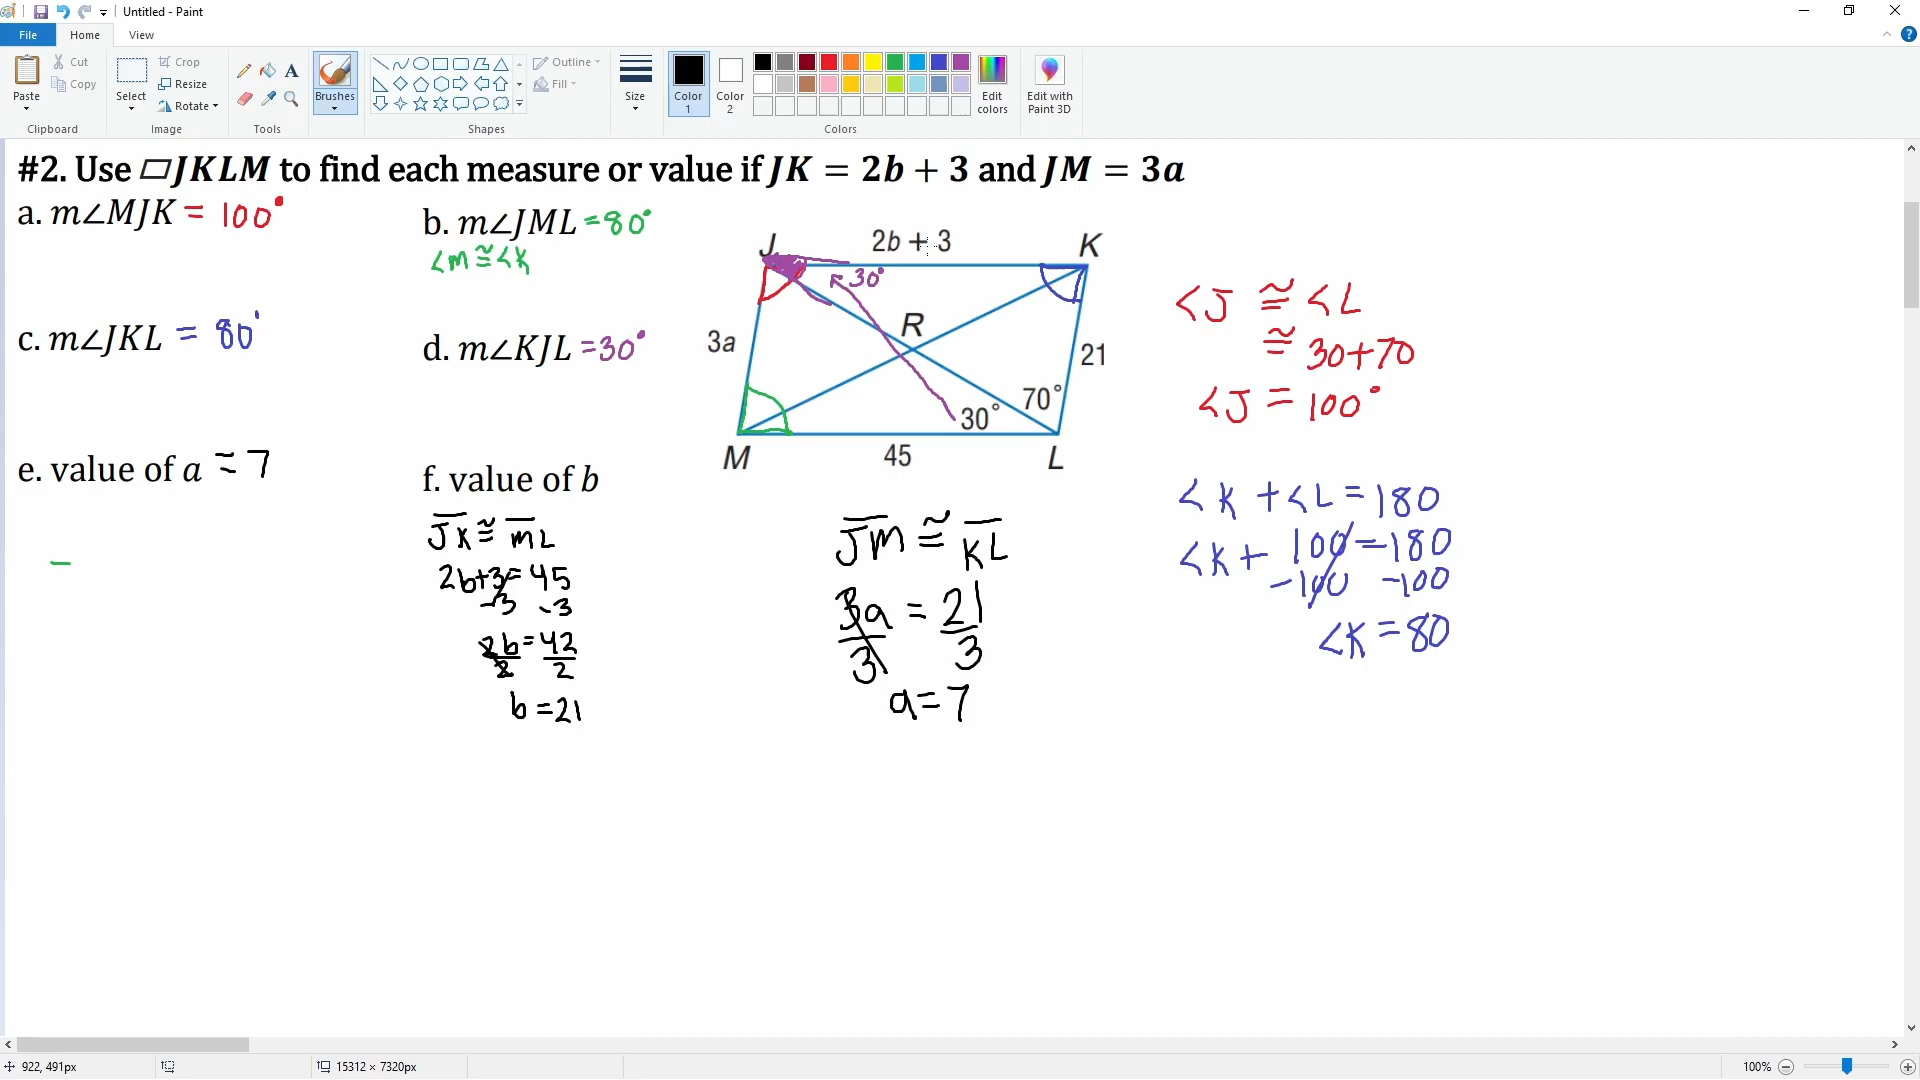 Untitled - Paint
File Home View
Paste Cut Copy
Clipboard
Select Crop Resize Rotate
Image
Tools
Brushes
Shapes
Outline
Fill
Size
Color 1
Color 2
Edit colors
Edit with Paint 3D
Colors
#2. Use ▱JKLM to find each measure or value if JK = 2b + 3 and JM = 3a
a. m∠MJK = 100°
b. m∠JML = 80°
∠M ≅ ∠K
c. m∠JKL = 80°
d. m∠KJL = 30°
e. value of a = 7
f. value of b
JK ≅ ML
2b+3 = 45
-3 -3
2b = 42
2 2
b = 21
J 2b + 3 K
30°
R
3a
21
70°
30°
M 45 L
JM ≅ KL
3a = 21
3 3
a = 7
∠J ≅ ∠L
≅ 30+70
∠J = 100°
∠K + ∠L = 180
∠K + 100 = 180
-100 -100
∠K = 80
922, 491px
15312 × 7320px
100%